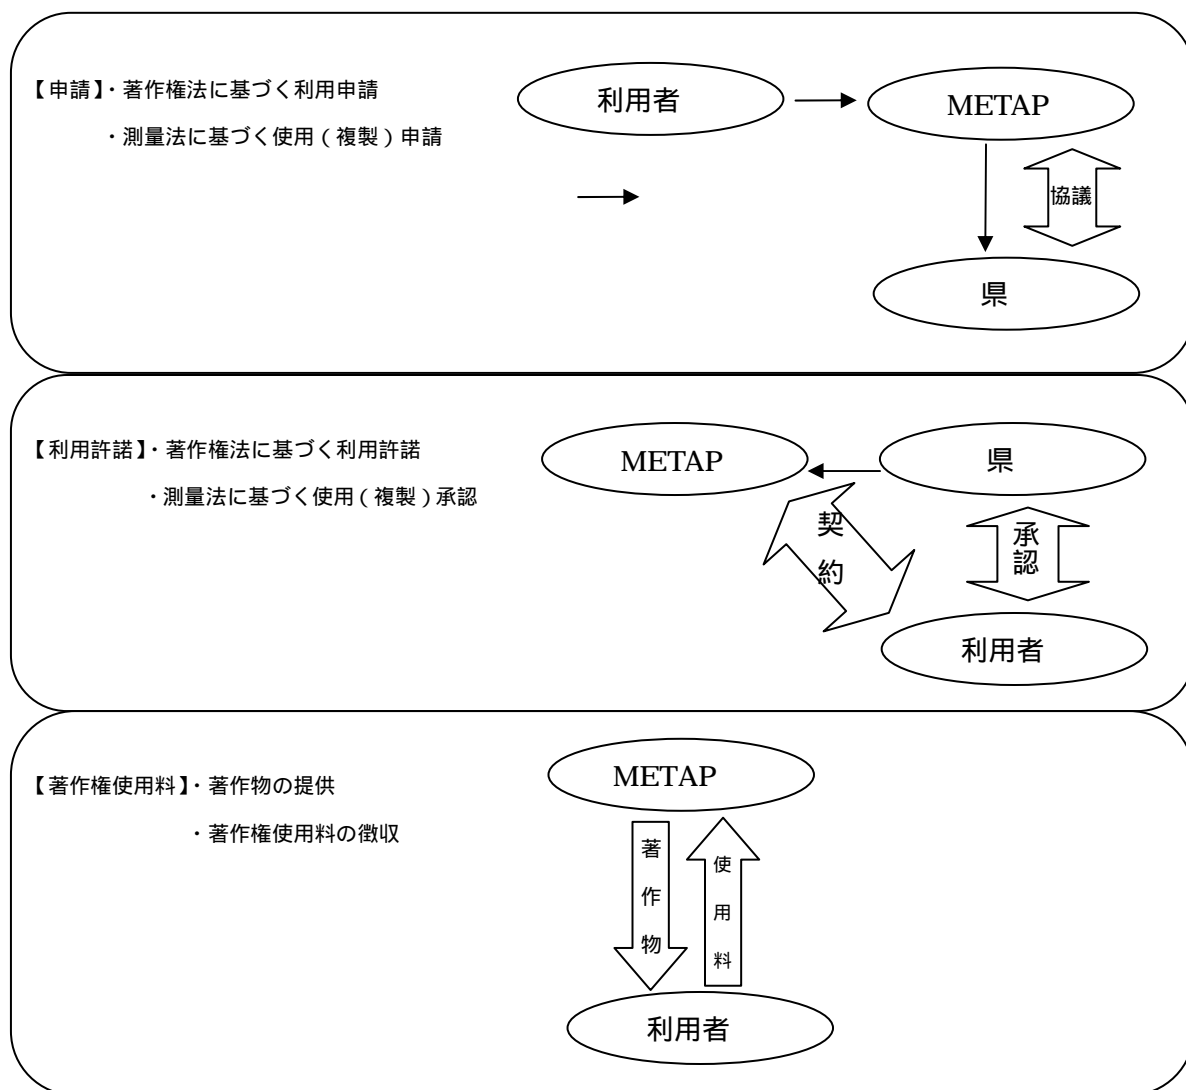 【申請】・著作権法に基づく利用申請
・測量法に基づく使用（複製）申請
利用者
METAP
協議
県
【利用許諾】・著作権法に基づく利用許諾
・測量法に基づく使用（複製）承認
METAP
県
契約
承認
利用者
【著作権使用料】・著作物の提供
・著作権使用料の徴収
METAP
著作物
使用料
利用者